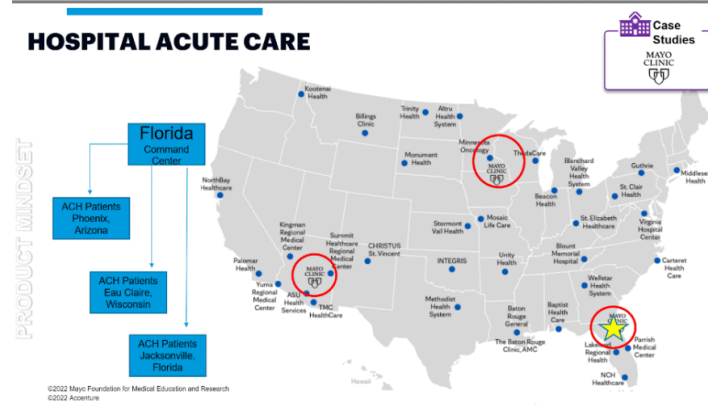 HOSPITAL ACUTE CARE
Case
Studies
MAYO
CLINIC
PRODUCT MINDSET
Florida
Command
Center
ACH Patients
Phoenix,
Arizona
ACH Patients
Eau Claire,
Wisconsin
ACH Patients
Jacksonville,
Florida
Kootenai
Health
Billings
Clinic
Trinity
Health
Altru
Health
System
Monument
Health
Minnesota
Oncology
MAYO
CLINIC
ThedaCare
Blanchard
Valley
Health
System
Guthrie
Middlesex
Health
Beacon
Health
St. Clair
Health
NorthBay
Healthcare
Stormont
Vail Health
Mosaic
Life Care
St. Elizabeth
Healthcare
Virginia
Hospital
Center
Kingman
Regional
Medical
Center
Summit
Healthcare
Regional
Medical
Center
CHRISTUS
St. Vincent
INTEGRIS
Unity
Health
Blount
Memorial
Hospital
Carteret
Health
Care
Palomar
Health
MAYO
CLINIC
Yuma
Regional
Medical
Center
ASU
Health
Services
TMC
HealthCare
Methodist
Health
System
Baton
Rouge
General
The Baton Rouge
Clinic, AMC
Baptist
Health
Care
Wellstar
Health
System
MAYO
CLINIC
Lakeland
Regional
Health
Parrish
Medical
Center
NCH
Healthcare
Hawaii
©2022 Mayo Foundation for Medical Education and Research
©2022 Accenture